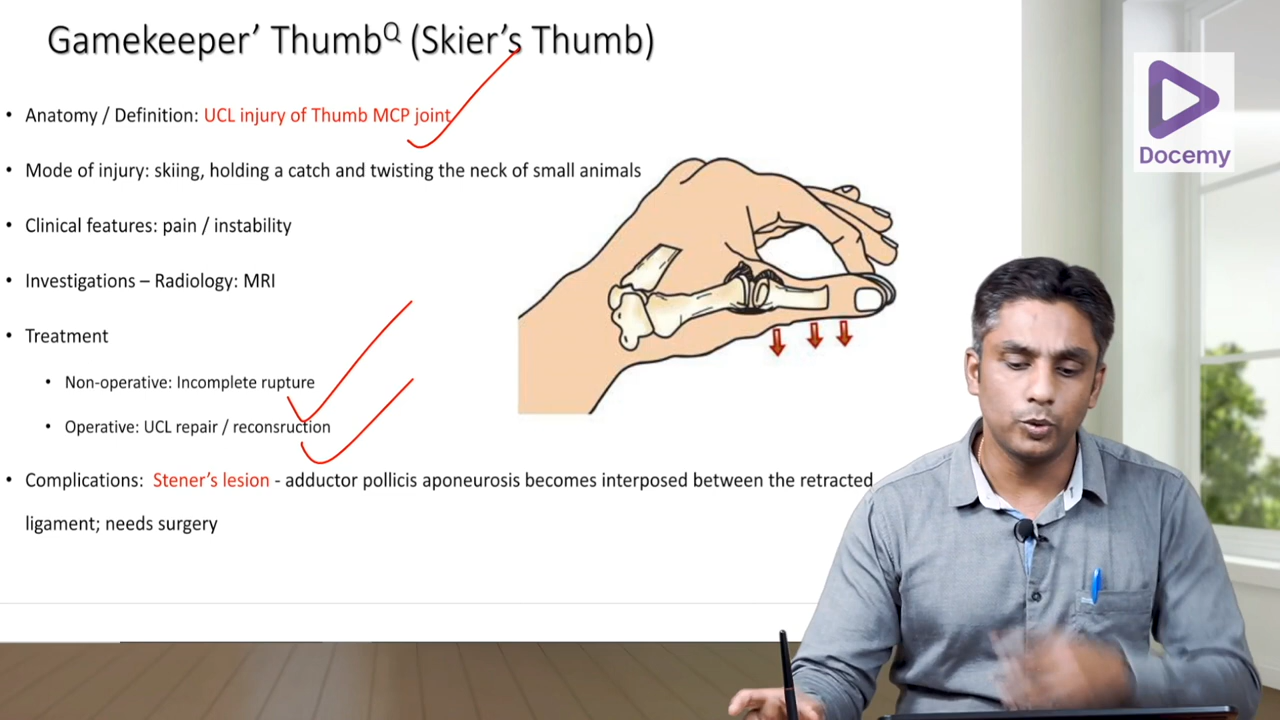 Gamekeeper’ Thumbꟴ (Skier’s Thumb)
• Anatomy / Definition: UCL injury of Thumb MCP joint
• Mode of injury: skiing, holding a catch and twisting the neck of small animals
• Clinical features: pain / instability
• Investigations – Radiology: MRI
• Treatment
• Non-operative: Incomplete rupture
• Operative: UCL repair / reconsruction
• Complications: Stener’s lesion - adductor pollicis aponeurosis becomes interposed between the retracted
ligament; needs surgery
Docemy